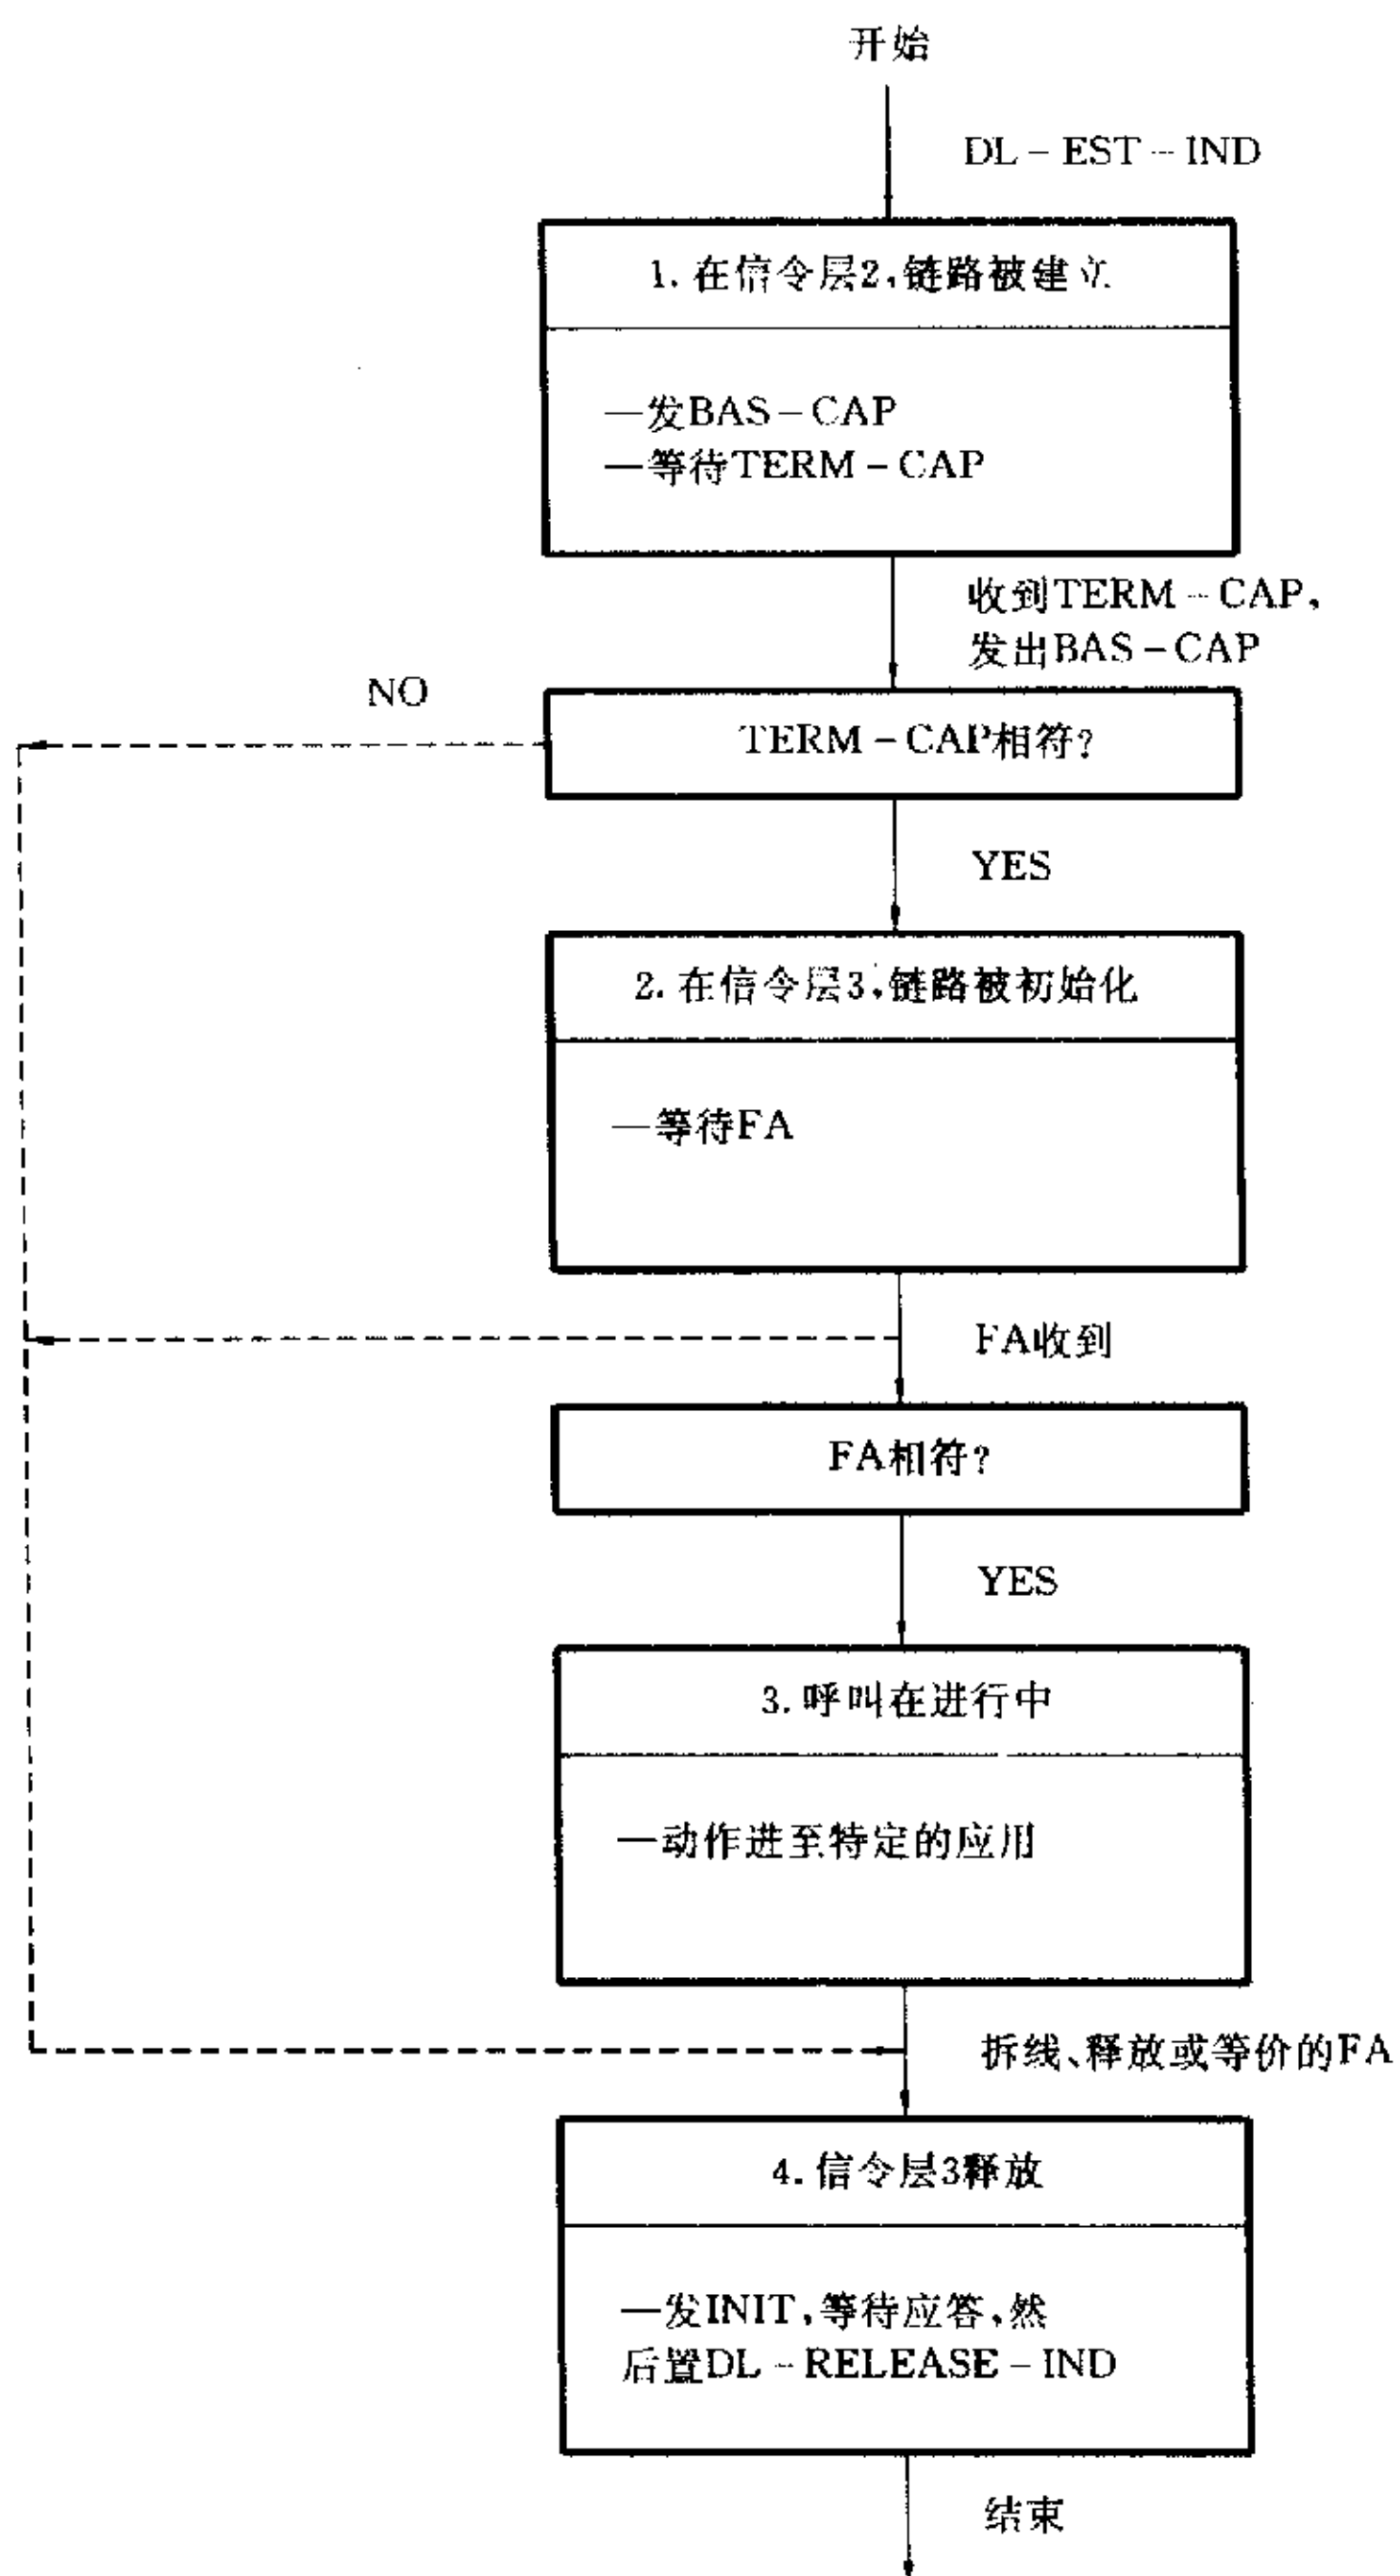 开始
DL-EST-IND
1. 在信令层2,链路被建立
—发BAS-CAP
—等待TERM-CAP
收到TERM-CAP,
发出BAS-CAP
NO
TERM-CAP相符?
YES
2. 在信令层3,链路被初始化
—等待FA
FA收到
FA相符?
YES
3. 呼叫在进行中
—动作进至特定的应用
拆线、释放或等价的FA
4. 信令层3释放
—发INIT,等待应答,然
后置DL-RELEASE-IND
结束